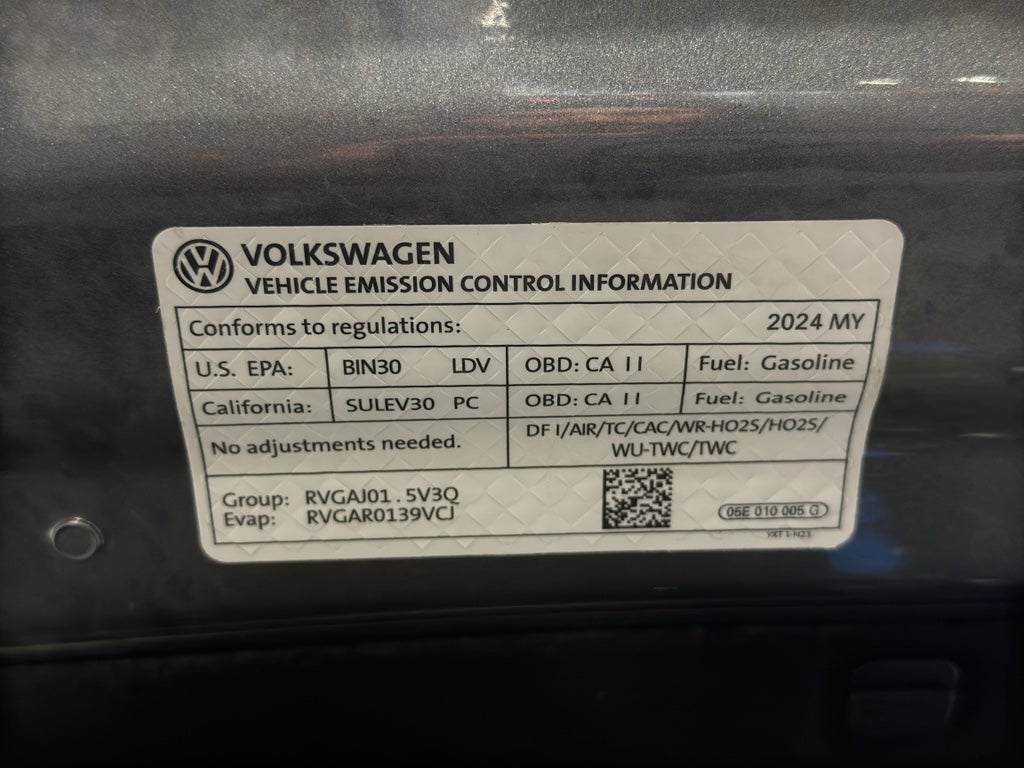 VOLKSWAGEN
VEHICLE EMISSION CONTROL INFORMATION
Conforms to regulations: 2024 MY
U.S. EPA: BIN30 LDV OBD: CA II Fuel: Gasoline
California: SULEV30 PC OBD: CA II Fuel: Gasoline
No adjustments needed. DF I/AIR/TC/CAC/WR-HO2S/HO2S/
WU-TWC/TWC
Group: RVGAJ01.5V3Q
Evap: RVGAR0139VCJ
05E 010 005 G